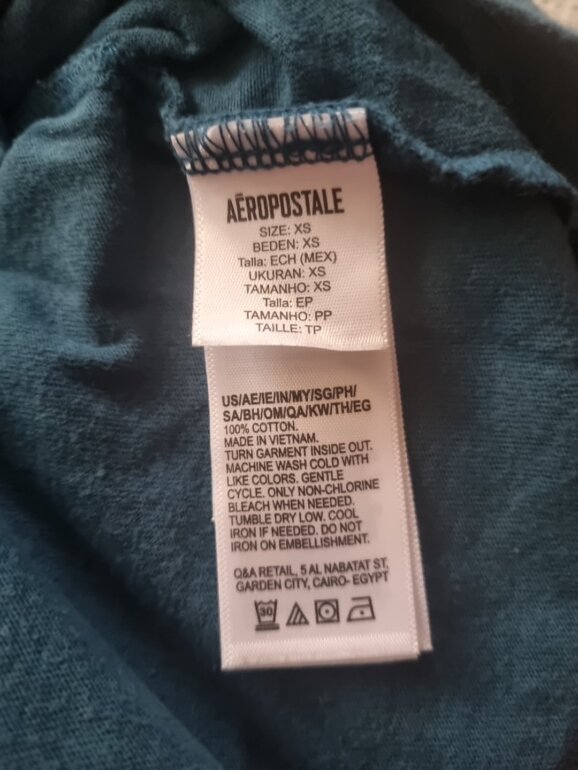 AÉROPOSTALE
SIZE: XS
BEDEN: XS
Talla: ECH (MEX)
UKURAN: XS
TAMANHO: XS
Talla: EP
TAMANHO: PP
TAILLE: TP
US/AE/IE/IN/MY/SG/PH/
SA/BH/OM/QA/KW/TH/EG
100% COTTON.
MADE IN VIETNAM.
TURN GARMENT INSIDE OUT.
MACHINE WASH COLD WITH
LIKE COLORS. GENTLE
CYCLE. ONLY NON-CHLORINE
BLEACH WHEN NEEDED.
TUMBLE DRY LOW. COOL
IRON IF NEEDED. DO NOT
IRON ON EMBELLISHMENT.
Q&A RETAIL, 5 AL NABATAT ST,
GARDEN CITY, CAIRO- EGYPT
30